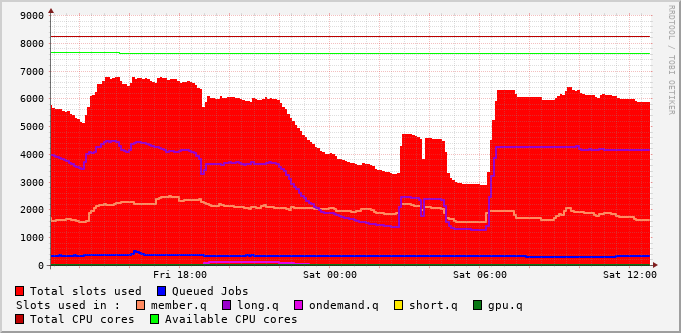 RRDTOOL / TOBI OETIKER
9000
8000
7000
6000
5000
4000
3000
2000
1000
0
Fri 18:00 Sat 00:00 Sat 06:00 Sat 12:00
Total slots used Queued Jobs
Slots used in : member.q long.q ondemand.q short.q gpu.q
Total CPU cores Available CPU cores